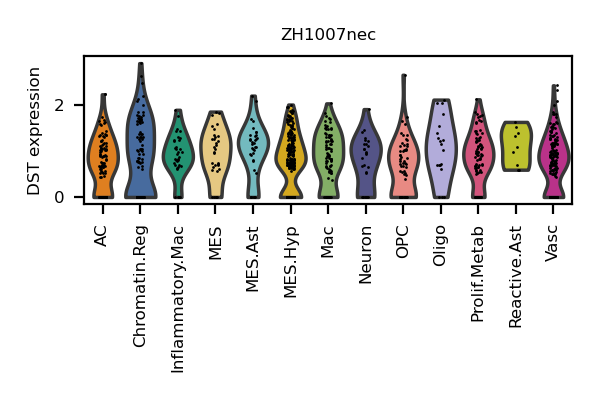 ZH1007nec
DST expression
2
0
AC
Chromatin.Reg
Inflammatory.Mac
MES
MES.Ast
MES.Hyp
Mac
Neuron
OPC
Oligo
Prolif.Metab
Reactive.Ast
Vasc